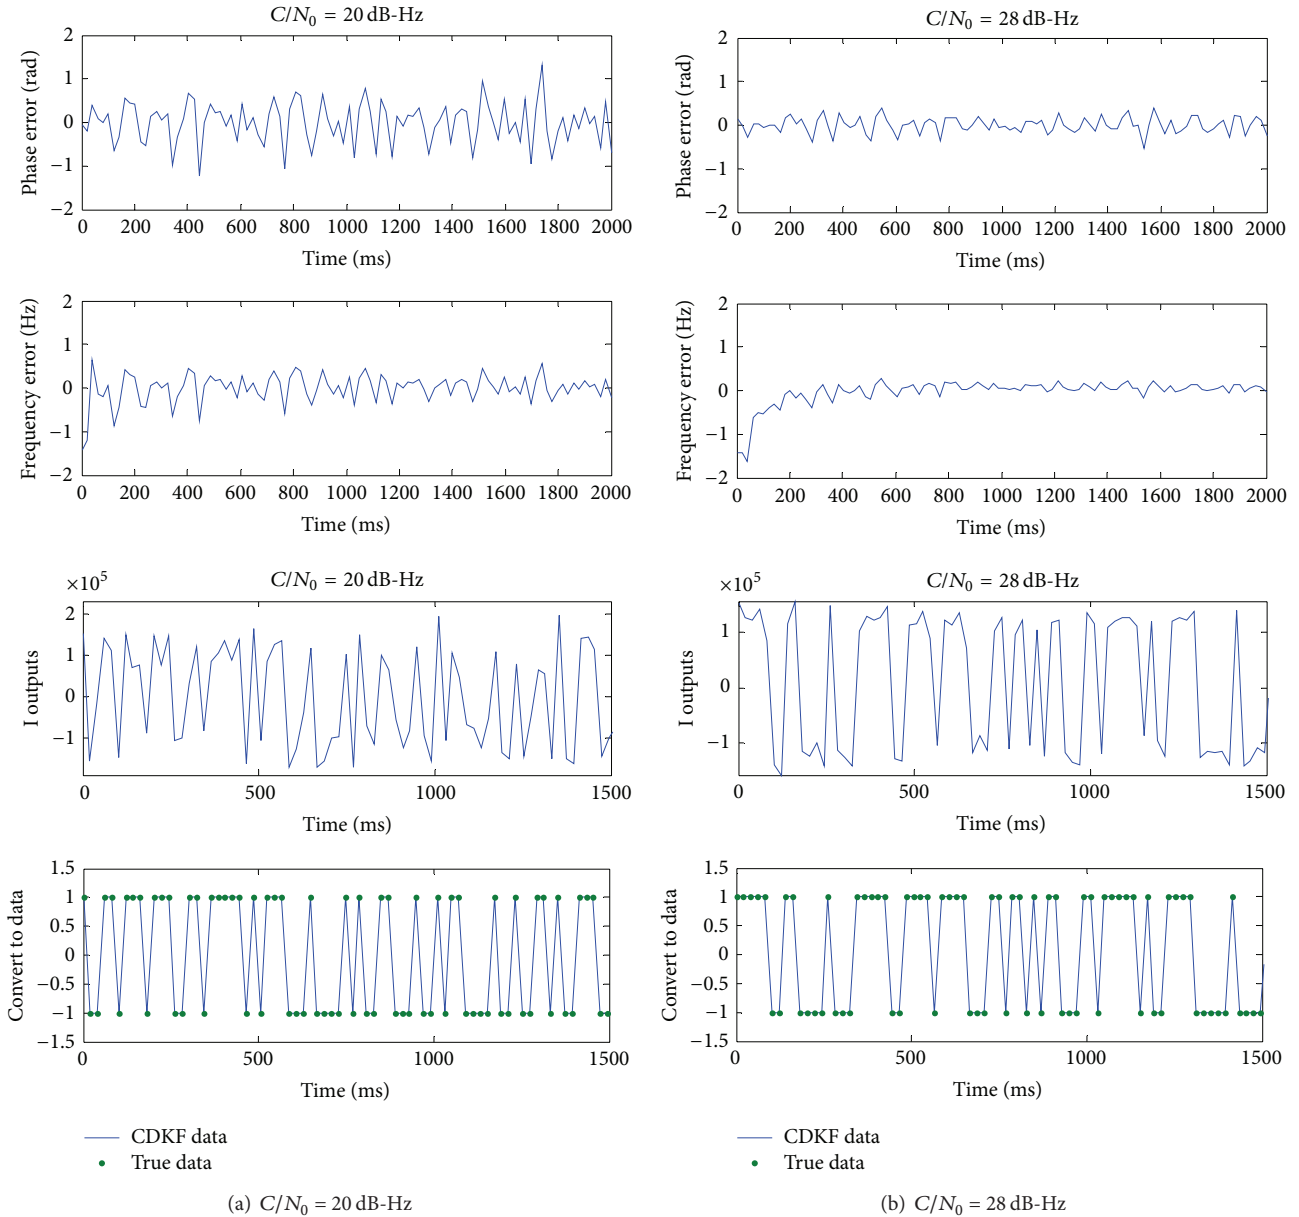 C/N₀ = 20 dB-Hz
2
1
0
−1
−2
Phase error (rad)
0 200 400 600 800 1000 1200 1400 1600 1800 2000
Time (ms)
2
1
0
−1
−2
Frequency error (Hz)
0 200 400 600 800 1000 1200 1400 1600 1800 2000
Time (ms)
C/N₀ = 20 dB-Hz
×10⁵
2
1
0
−1
I outputs
0 500 1000 1500
Time (ms)
1.5
1
0.5
0
−0.5
−1
−1.5
Convert to data
0 500 1000 1500
Time (ms)
CDKF data
True data
(a) C/N₀ = 20 dB-Hz
C/N₀ = 28 dB-Hz
2
1
0
−1
−2
Phase error (rad)
0 200 400 600 800 1000 1200 1400 1600 1800 2000
Time (ms)
2
1
0
−1
−2
Frequency error (Hz)
0 200 400 600 800 1000 1200 1400 1600 1800 2000
Time (ms)
C/N₀ = 28 dB-Hz
×10⁵
1
0
−1
I outputs
0 500 1000 1500
Time (ms)
1.5
1
0.5
0
−0.5
−1
−1.5
Convert to data
0 500 1000 1500
Time (ms)
CDKF data
True data
(b) C/N₀ = 28 dB-Hz